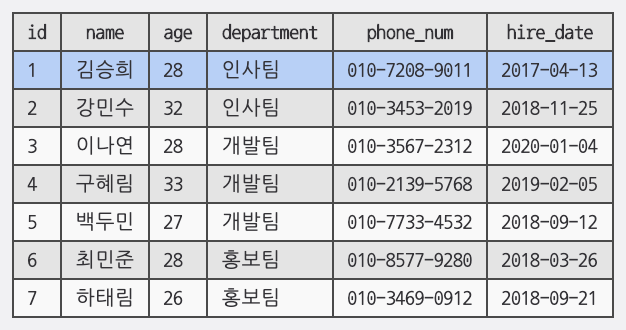 id name age department phone_num hire_date
1 김승희 28 인사팀 010-7208-9011 2017-04-13
2 강민수 32 인사팀 010-3453-2019 2018-11-25
3 이나연 28 개발팀 010-3567-2312 2020-01-04
4 구혜림 33 개발팀 010-2139-5768 2019-02-05
5 백두민 27 개발팀 010-7733-4532 2018-09-12
6 최민준 28 홍보팀 010-8577-9280 2018-03-26
7 하태림 26 홍보팀 010-3469-0912 2018-09-21